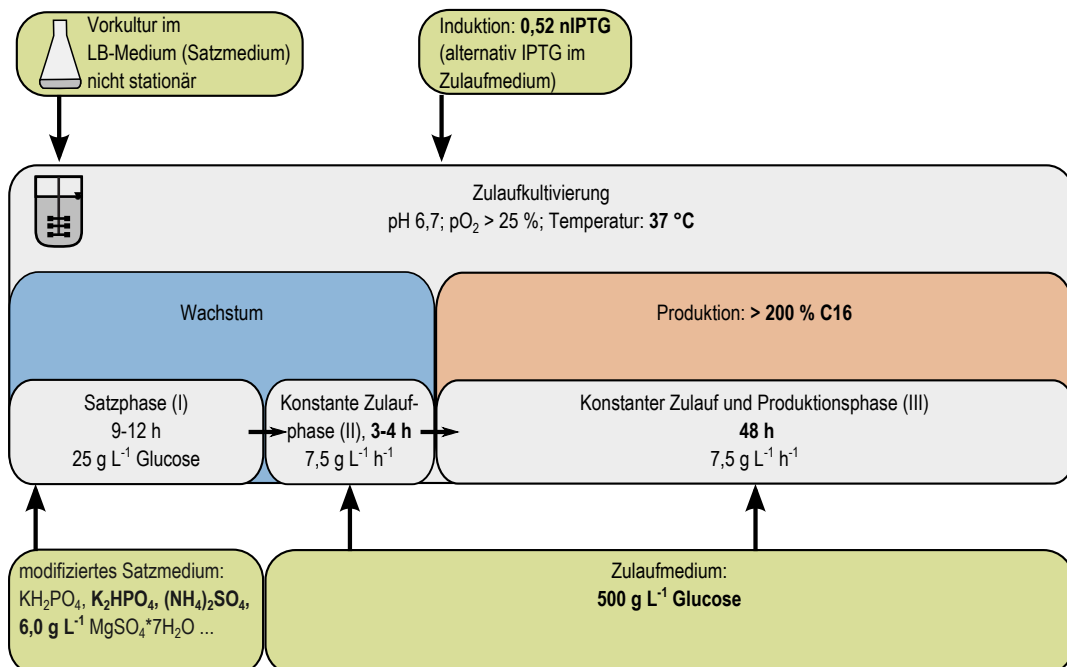 Vorkultur im
LB-Medium (Satzmedium)
nicht stationär
Induktion: 0,52 nIPTG
(alternativ IPTG im
Zulaufmedium)
Zulaufkultivierung
pH 6,7; pO₂ > 25 %; Temperatur: 37 °C
Wachstum
Produktion: > 200 % C16
Satzphase (I)
9-12 h
25 g L⁻¹ Glucose
Konstante Zulauf-
phase (II), 3-4 h
7,5 g L⁻¹ h⁻¹
Konstanter Zulauf und Produktionsphase (III)
48 h
7,5 g L⁻¹ h⁻¹
modifiziertes Satzmedium:
KH₂PO₄, K₂HPO₄, (NH₄)₂SO₄,
6,0 g L⁻¹ MgSO₄*7H₂O ...
Zulaufmedium:
500 g L⁻¹ Glucose